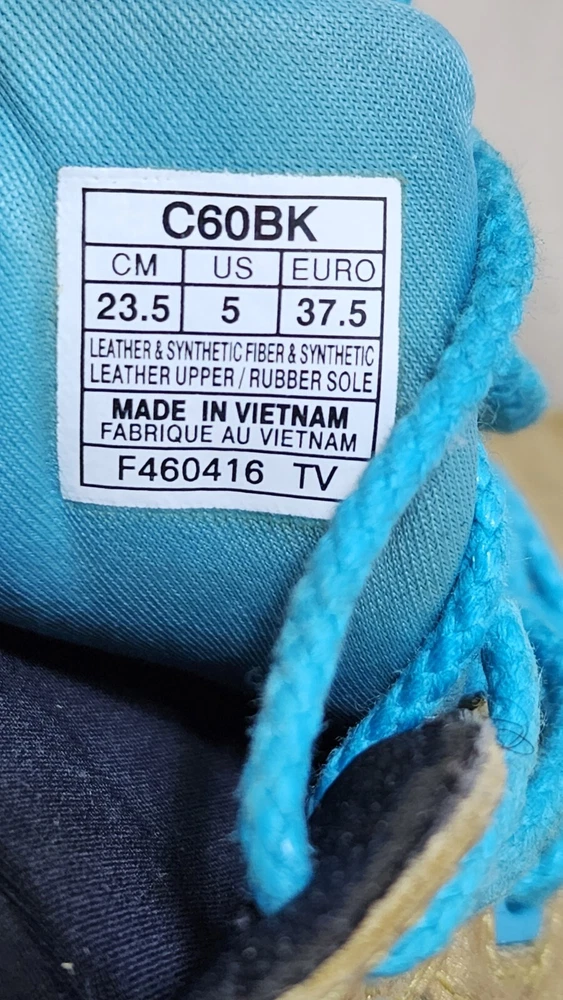 C60BK
CM US EURO
23.5 5 37.5
LEATHER & SYNTHETIC FIBER & SYNTHETIC
LEATHER UPPER / RUBBER SOLE
MADE IN VIETNAM
FABRIQUE AU VIETNAM
F460416 TV